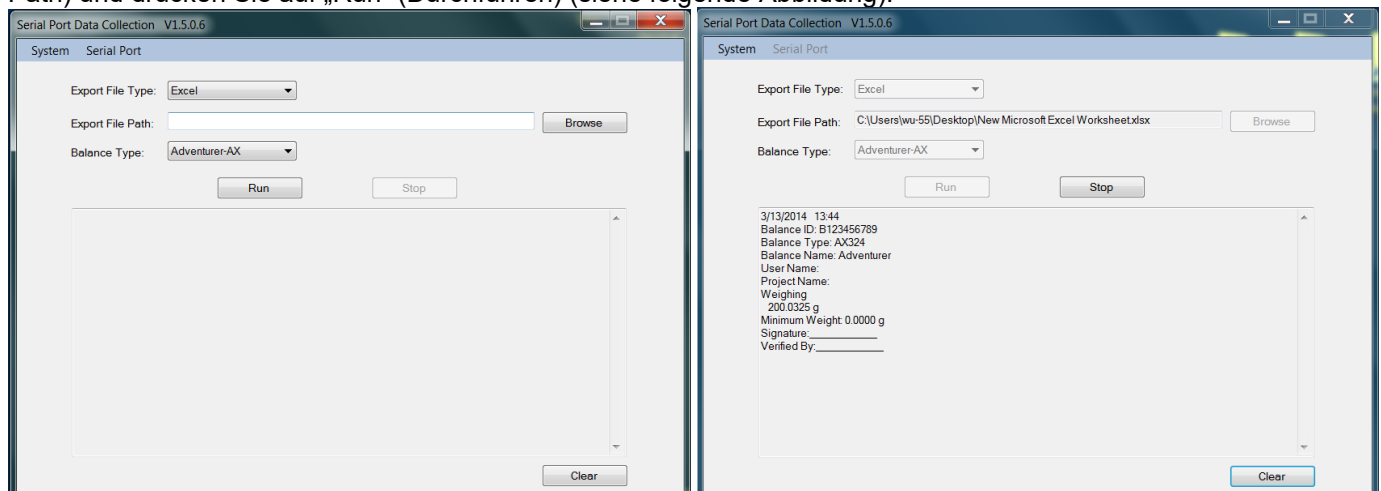 Path) und drücken Sie auf „Run“ (Durchführen) (siehe folgende Abbildung).
Serial Port Data Collection V1.5.0.6
System Serial Port
Export File Type: Excel
Export File Path: Browse
Balance Type: Adventurer-AX
Run Stop
Clear
Serial Port Data Collection V1.5.0.6
System Serial Port
Export File Type: Excel
Export File Path: C:\Users\wu-55\Desktop\New Microsoft Excel Worksheet.xlsx Browse
Balance Type: Adventurer-AX
Run Stop
3/13/2014 13:44
Balance ID: B123456789
Balance Type: AX324
Balance Name: Adventurer
User Name:
Project Name:
Weighing
200.0325 g
Minimum Weight: 0.0000 g
Signature:____________
Verified By:____________
Clear